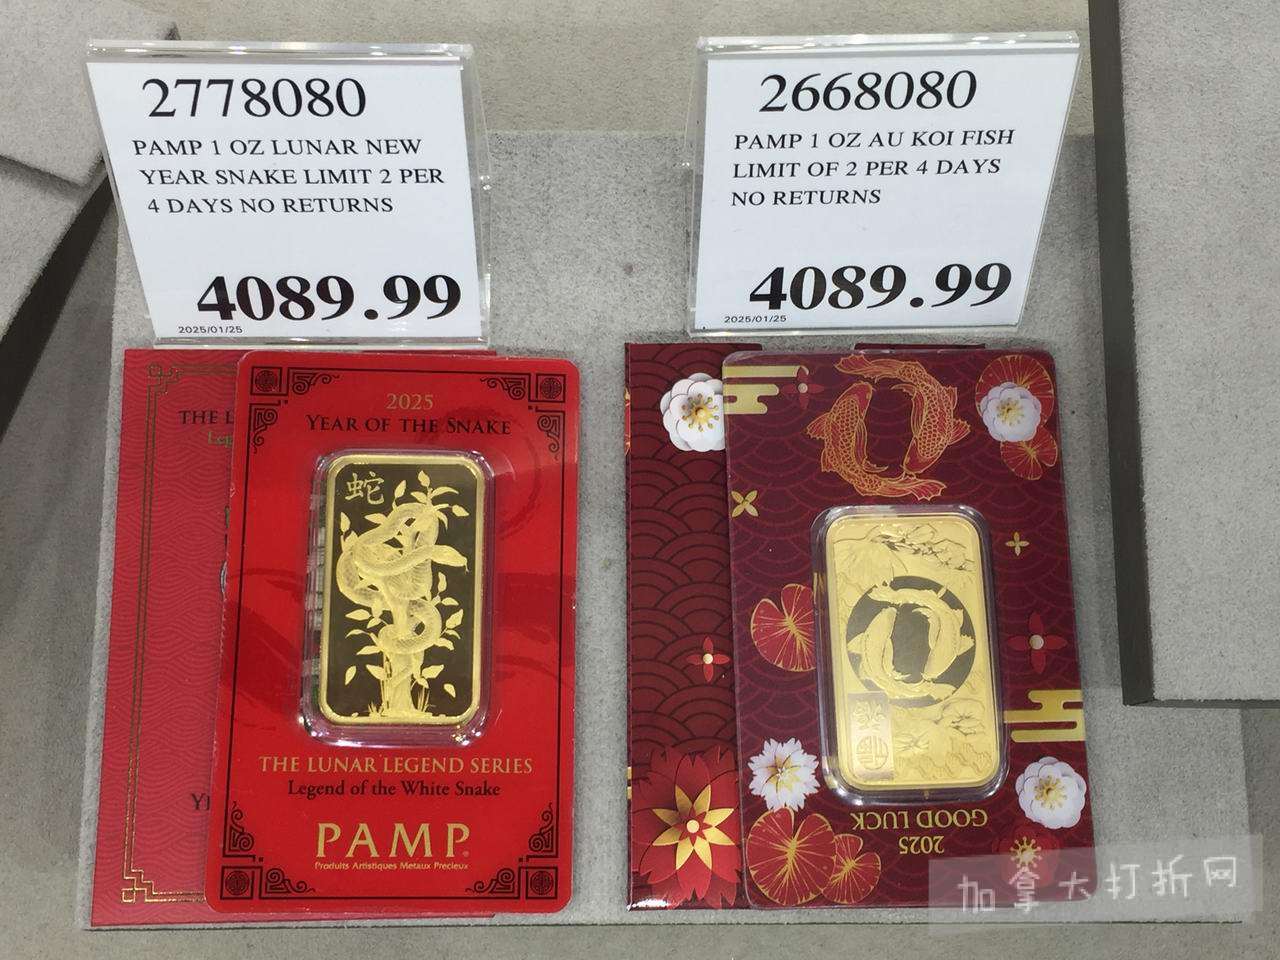 2778080
PAMP 1 OZ LUNAR NEW
YEAR SNAKE LIMIT 2 PER
4 DAYS NO RETURNS
4089.99
2025/01/25
2668080
PAMP 1 OZ AU KOI FISH
LIMIT OF 2 PER 4 DAYS
NO RETURNS
4089.99
2025/01/25
THE L
2025
YEAR OF THE SNAKE
蛇
THE LUNAR LEGEND SERIES
Legend of the White Snake
PAMP
Produits Artistiques Métaux Précieux
2025
GOOD LUCK
加拿大打折网